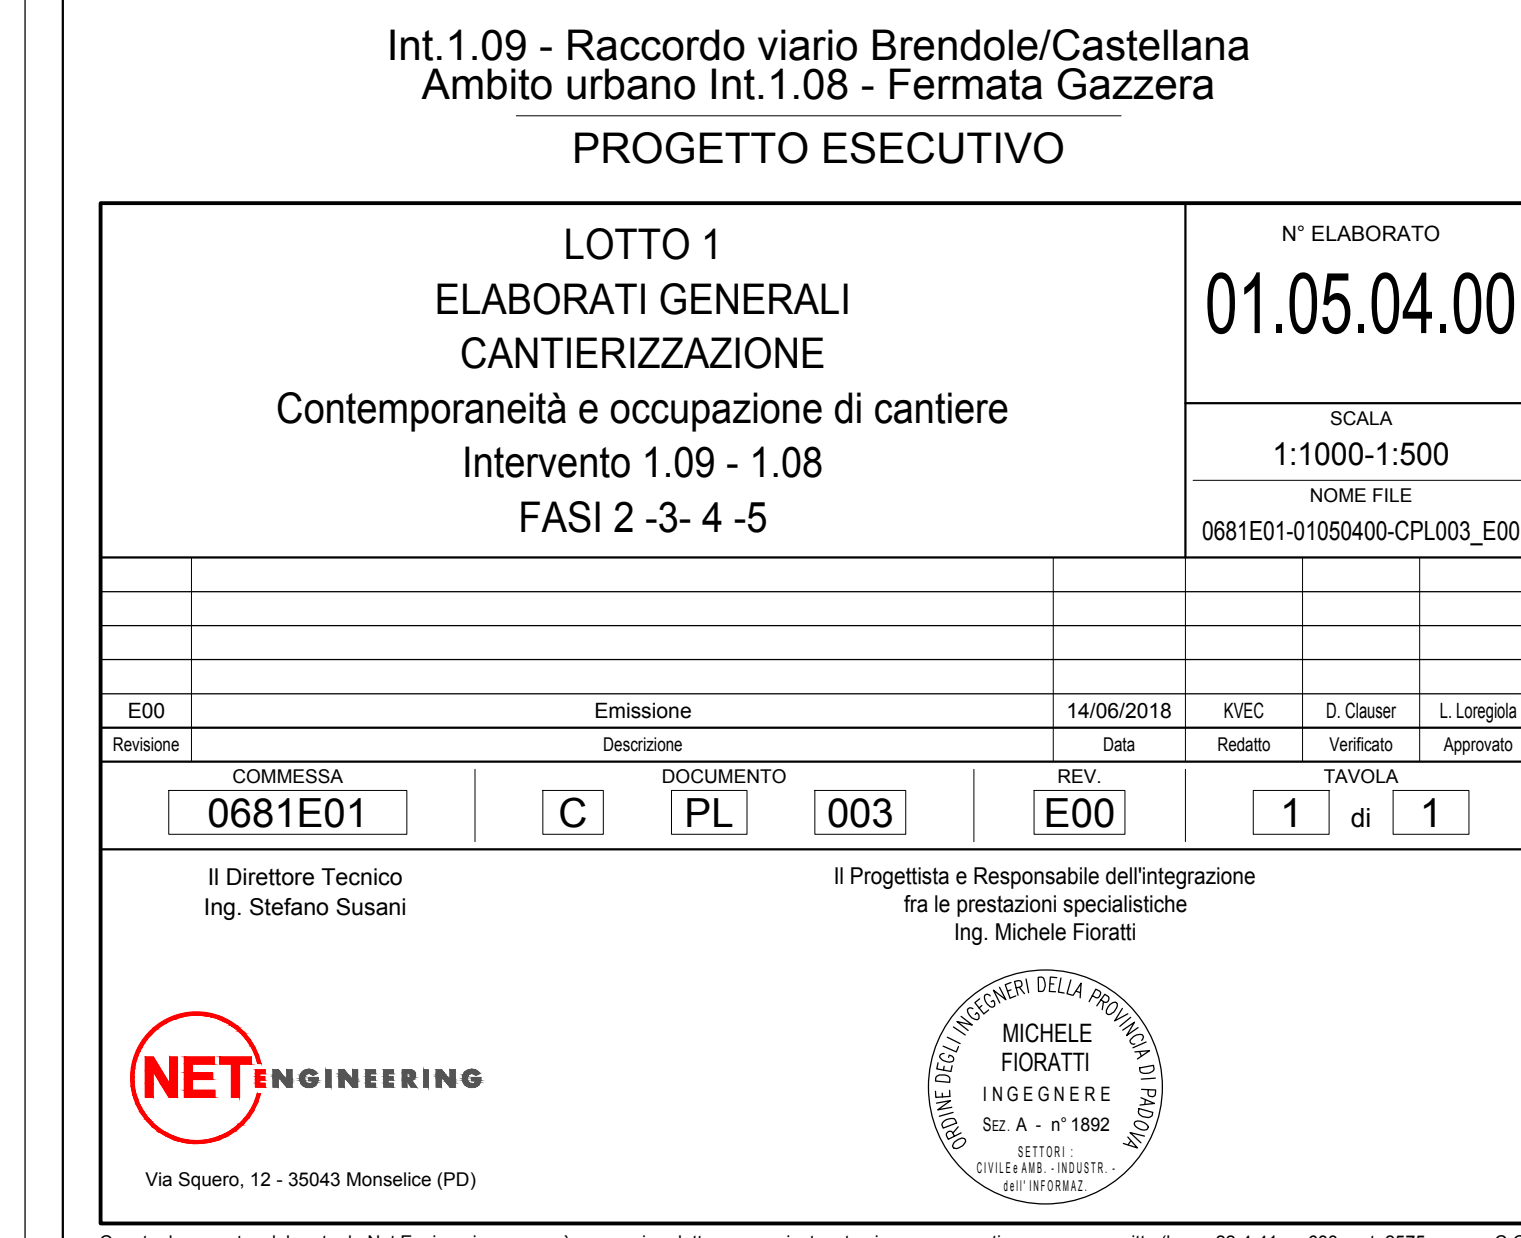 Int.1.09 - Raccordo viario Brendole/Castellana
Ambito urbano Int.1.08 - Fermata Gazzera
PROGETTO ESECUTIVO
LOTTO 1
ELABORATI GENERALI
CANTIERIZZAZIONE
Contemporaneità e occupazione di cantiere
Intervento 1.09 - 1.08
FASI 2 -3- 4 -5
N° ELABORATO
01.05.04.00
SCALA
1:1000-1:500
NOME FILE
0681E01-01050400-CPL003_E00
E00 Emissione 14/06/2018 KVEC D. Clauser L. Loregiola
Revisione Descrizione Data Redatto Verificato Approvato
COMMESSA DOCUMENTO REV. TAVOLA
0681E01 C PL 003 E00 1 di 1
Il Direttore Tecnico
Ing. Stefano Susani
Il Progettista e Responsabile dell'integrazione
fra le prestazioni specialistiche
Ing. Michele Fioratti
NET ENGINEERING
Via Squero, 12 - 35043 Monselice (PD)
ORDINE DEGLI INGEGNERI DELLA PROVINCIA DI PADOVA
MICHELE
FIORATTI
INGEGNERE
SEZ. A - n° 1892
SETTORI :
CIVILE e AMB. - INDUSTR. -
dell' INFORMAZ.